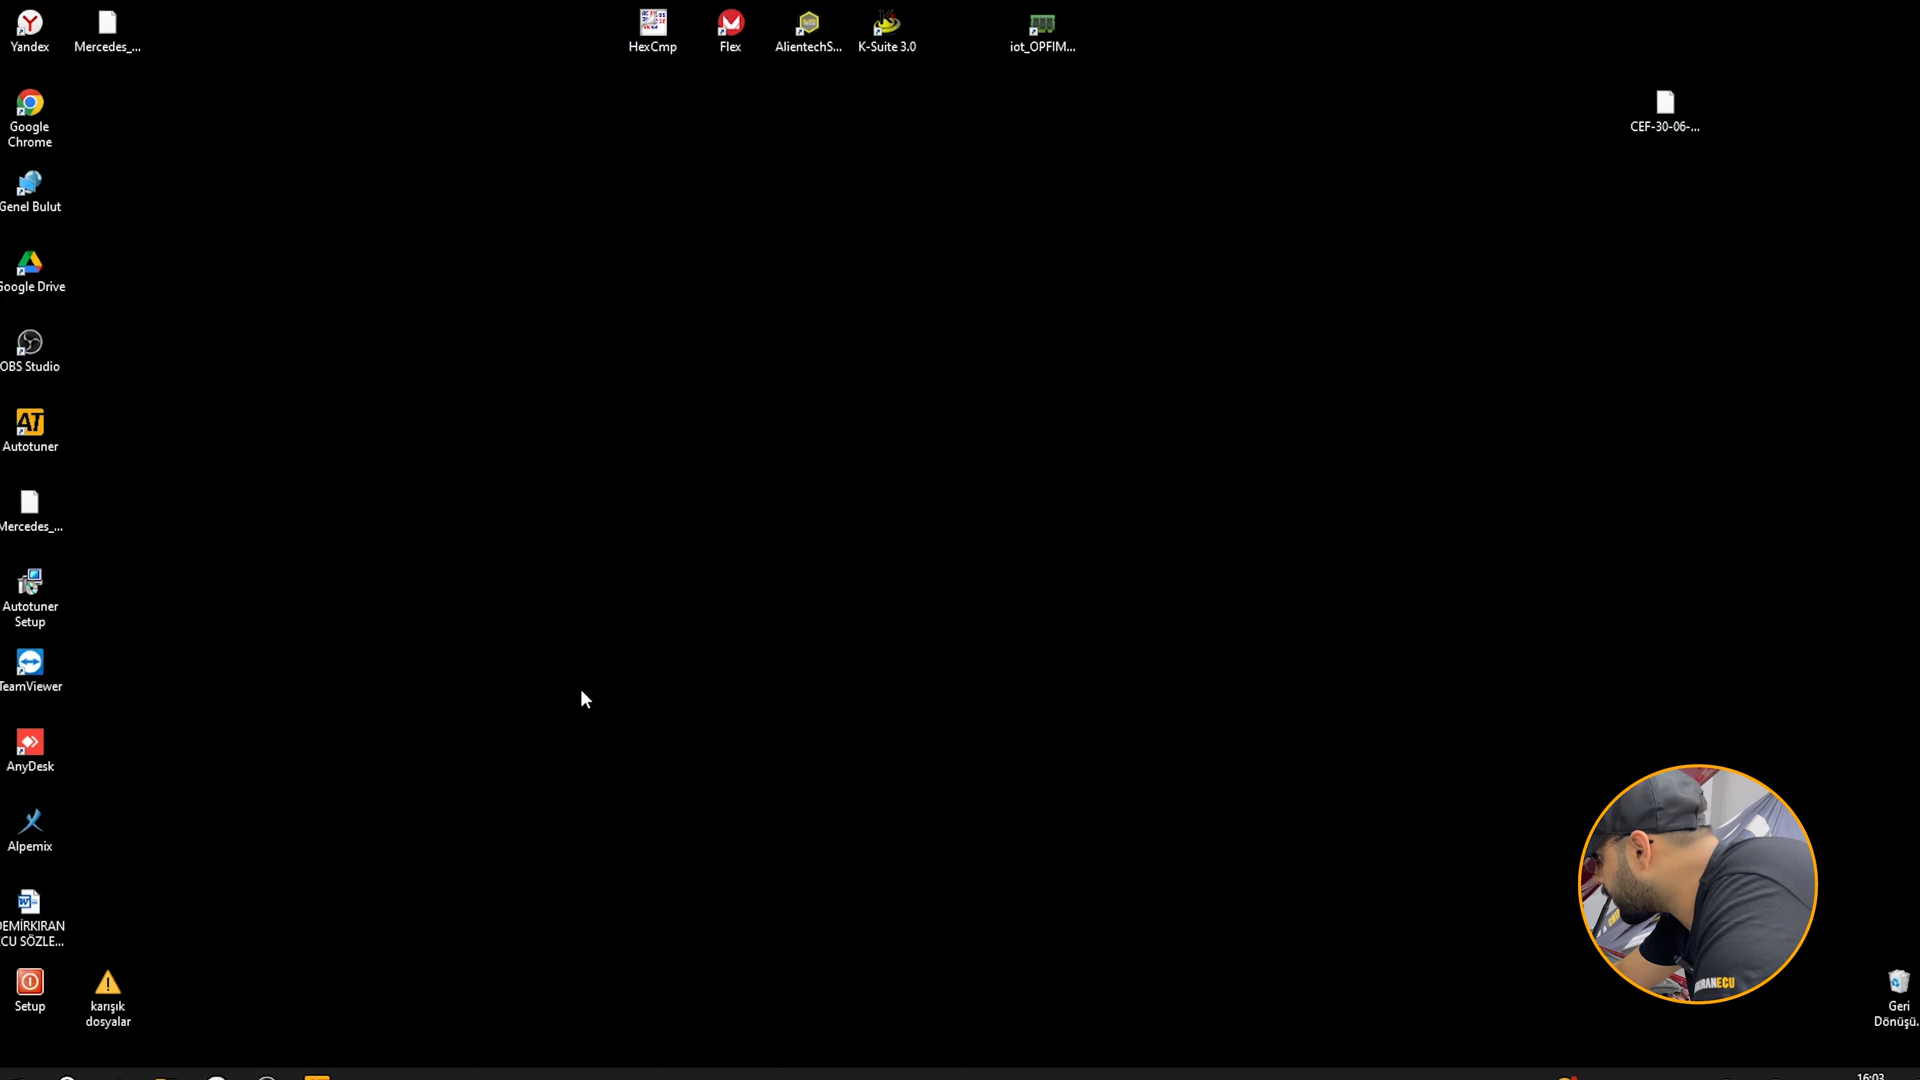 Yandex
Mercedes_...
HexCmp
Flex
AlientechS...
K-Suite 3.0
iot_OPFIM...
CEF-30-06-...
Google
Chrome
Genel Bulut
Google Drive
OBS Studio
AT
Autotuner
Mercedes_...
Autotuner
Setup
TeamViewer
AnyDesk
Alpemix
DEMİRKIRAN
CU SÖZLE...
Setup
karışık
dosyalar
IRANECU
Geri
Dönüşü.
16:03